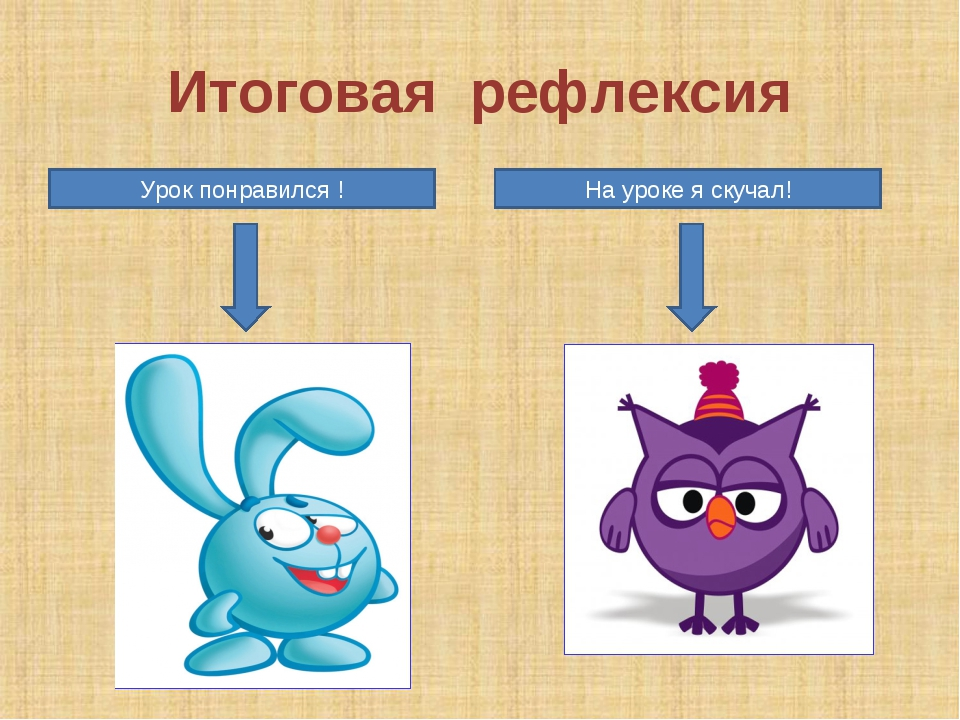 Итоговая рефлексия
Урок понравился !
На уроке я скучал!